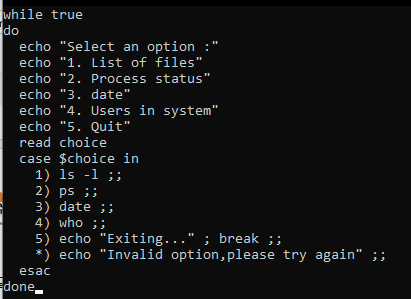 while true
do
  echo "Select an option :"
  echo "1. List of files"
  echo "2. Process status"
  echo "3. date"
  echo "4. Users in system"
  echo "5. Quit"
  read choice
  case $choice in
    1) ls -l ;;
    2) ps ;;
    3) date ;;
    4) who ;;
    5) echo "Exiting..." ; break ;;
    *) echo "Invalid option,please try again" ;;
  esac
done